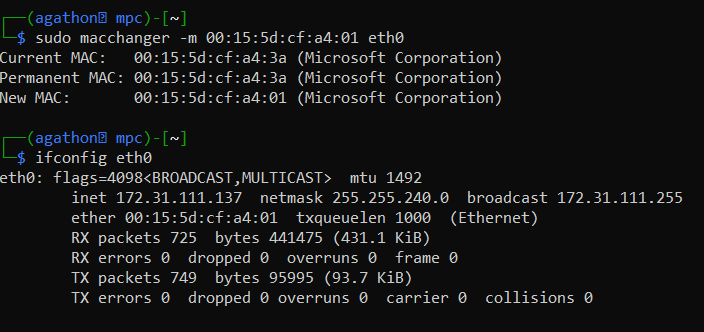 ┌──(agathon⍰ mpc)-[~]
└─$ sudo macchanger -m 00:15:5d:cf:a4:01 eth0
Current MAC:   00:15:5d:cf:a4:3a (Microsoft Corporation)
Permanent MAC: 00:15:5d:cf:a4:3a (Microsoft Corporation)
New MAC:       00:15:5d:cf:a4:01 (Microsoft Corporation)
┌──(agathon⍰ mpc)-[~]
└─$ ifconfig eth0
eth0: flags=4098<BROADCAST,MULTICAST>  mtu 1492
        inet 172.31.111.137  netmask 255.255.240.0  broadcast 172.31.111.255
        ether 00:15:5d:cf:a4:01  txqueuelen 1000  (Ethernet)
        RX packets 725  bytes 441475 (431.1 KiB)
        RX errors 0  dropped 0  overruns 0  frame 0
        TX packets 749  bytes 95995 (93.7 KiB)
        TX errors 0  dropped 0 overruns 0  carrier 0  collisions 0